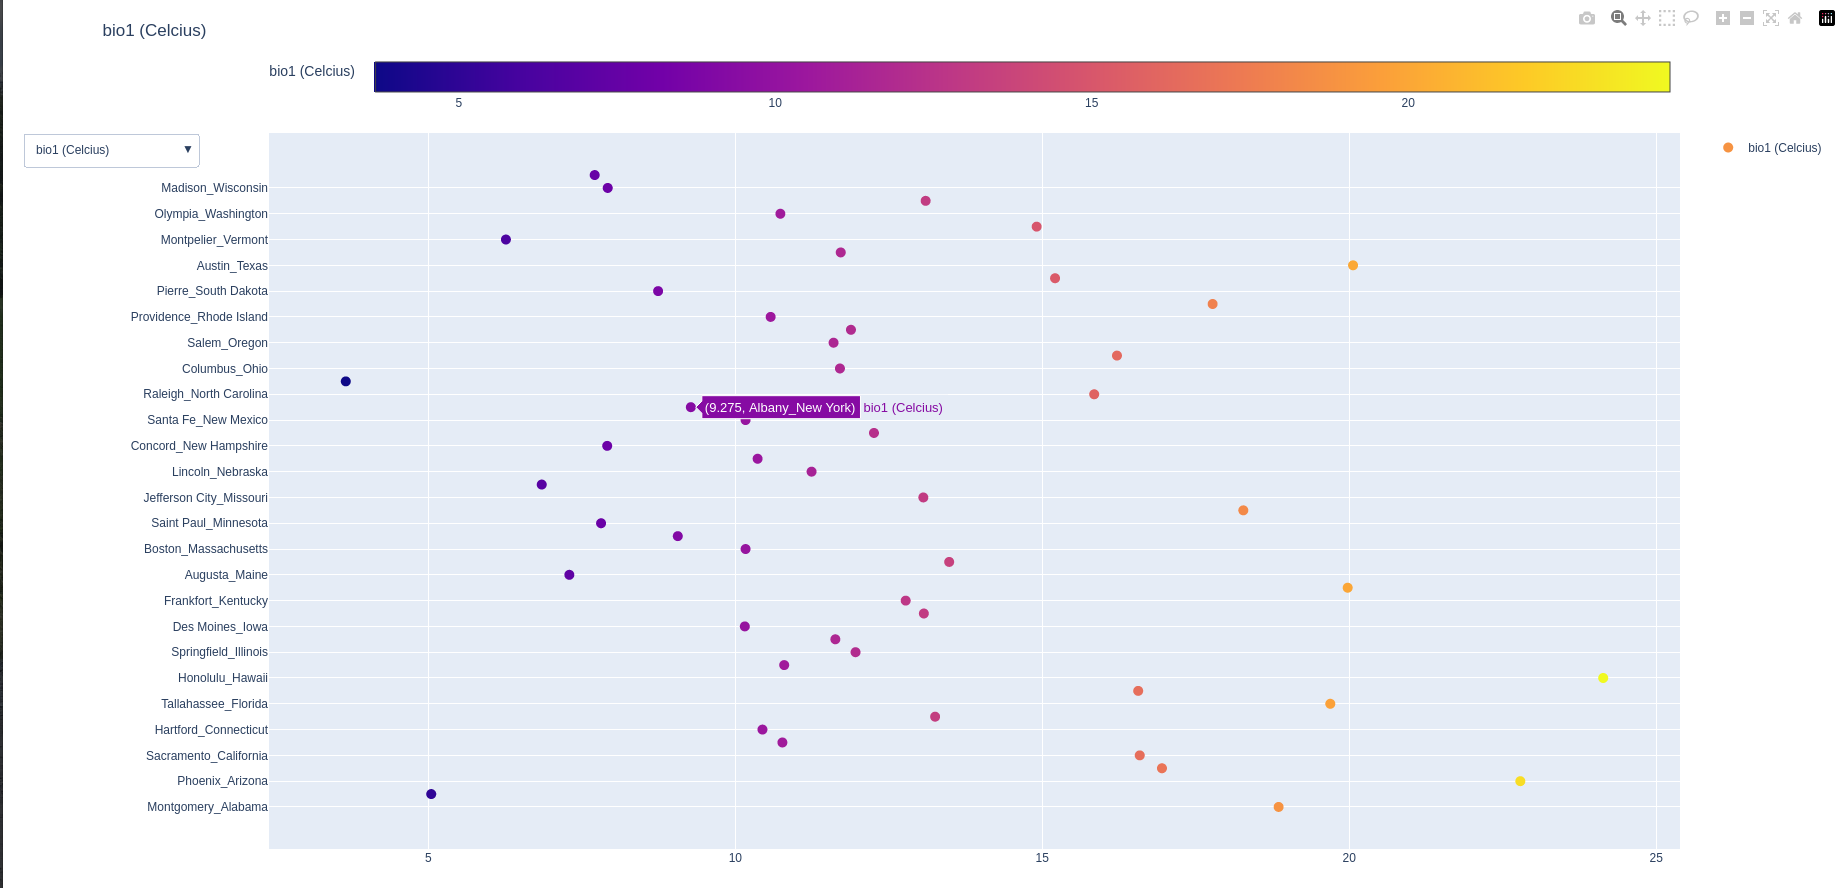 bio1 (Celcius)
bio1 (Celcius)
5 10 15 20
bio1 (Celcius) ▼
bio1 (Celcius)
Madison_Wisconsin
Olympia_Washington
Montpelier_Vermont
Austin_Texas
Pierre_South Dakota
Providence_Rhode Island
Salem_Oregon
Columbus_Ohio
Raleigh_North Carolina
(9.275, Albany_New York) bio1 (Celcius)
Santa Fe_New Mexico
Concord_New Hampshire
Lincoln_Nebraska
Jefferson City_Missouri
Saint Paul_Minnesota
Boston_Massachusetts
Augusta_Maine
Frankfort_Kentucky
Des Moines_Iowa
Springfield_Illinois
Honolulu_Hawaii
Tallahassee_Florida
Hartford_Connecticut
Sacramento_California
Phoenix_Arizona
Montgomery_Alabama
5 10 15 20 25